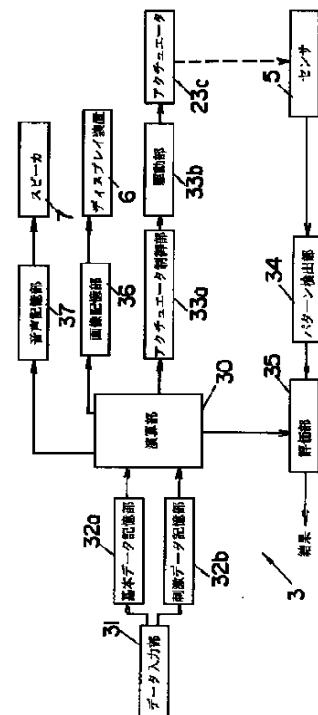 スピーカ
7
ディスプレイ装置
6
アクチュエータ
23c
センサ
5
音声記憶部
37
画像記憶部
36
駆動部
33b
アクチュエータ制御部
33a
パターン検出部
34
演算部
30
評価部
35
基本データ記憶部
32a
刺激データ記憶部
32b
結果
データ入力部
31
3